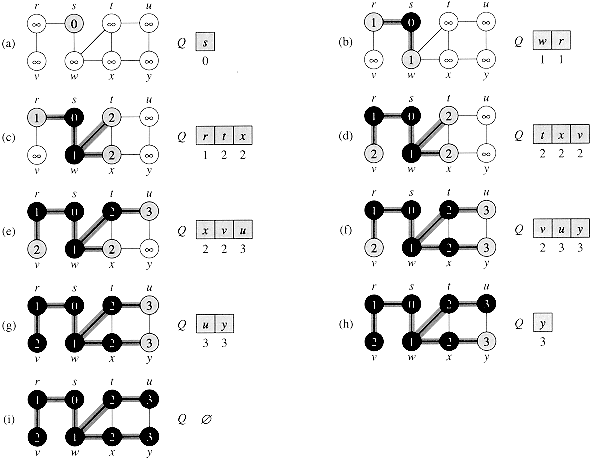 r s t u r s t u
(a) ∞ 0 ∞ ∞ Q s (b) 1 0 ∞ ∞ Q w r
∞ ∞ ∞ ∞ 0 ∞ 1 ∞ ∞ 1 1
v w x y v w x y
r s t u r s t u
(c) 1 0 2 ∞ Q r t x (d) 1 0 2 ∞ Q t x v
∞ 1 2 ∞ 1 2 2 2 1 2 ∞ 2 2 2
v w x y v w x y
r s t u r s t u
(e) 1 0 2 3 Q x v u (f) 1 0 2 3 Q v u y
2 1 2 ∞ 2 2 3 2 1 2 3 2 3 3
v w x y v w x y
r s t u r s t u
(g) 1 0 2 3 Q u y (h) 1 0 2 3 Q y
2 1 2 3 3 3 2 1 2 3 3
v w x y v w x y
r s t u
(i) 1 0 2 3 Q ∅
2 1 2 3
v w x y